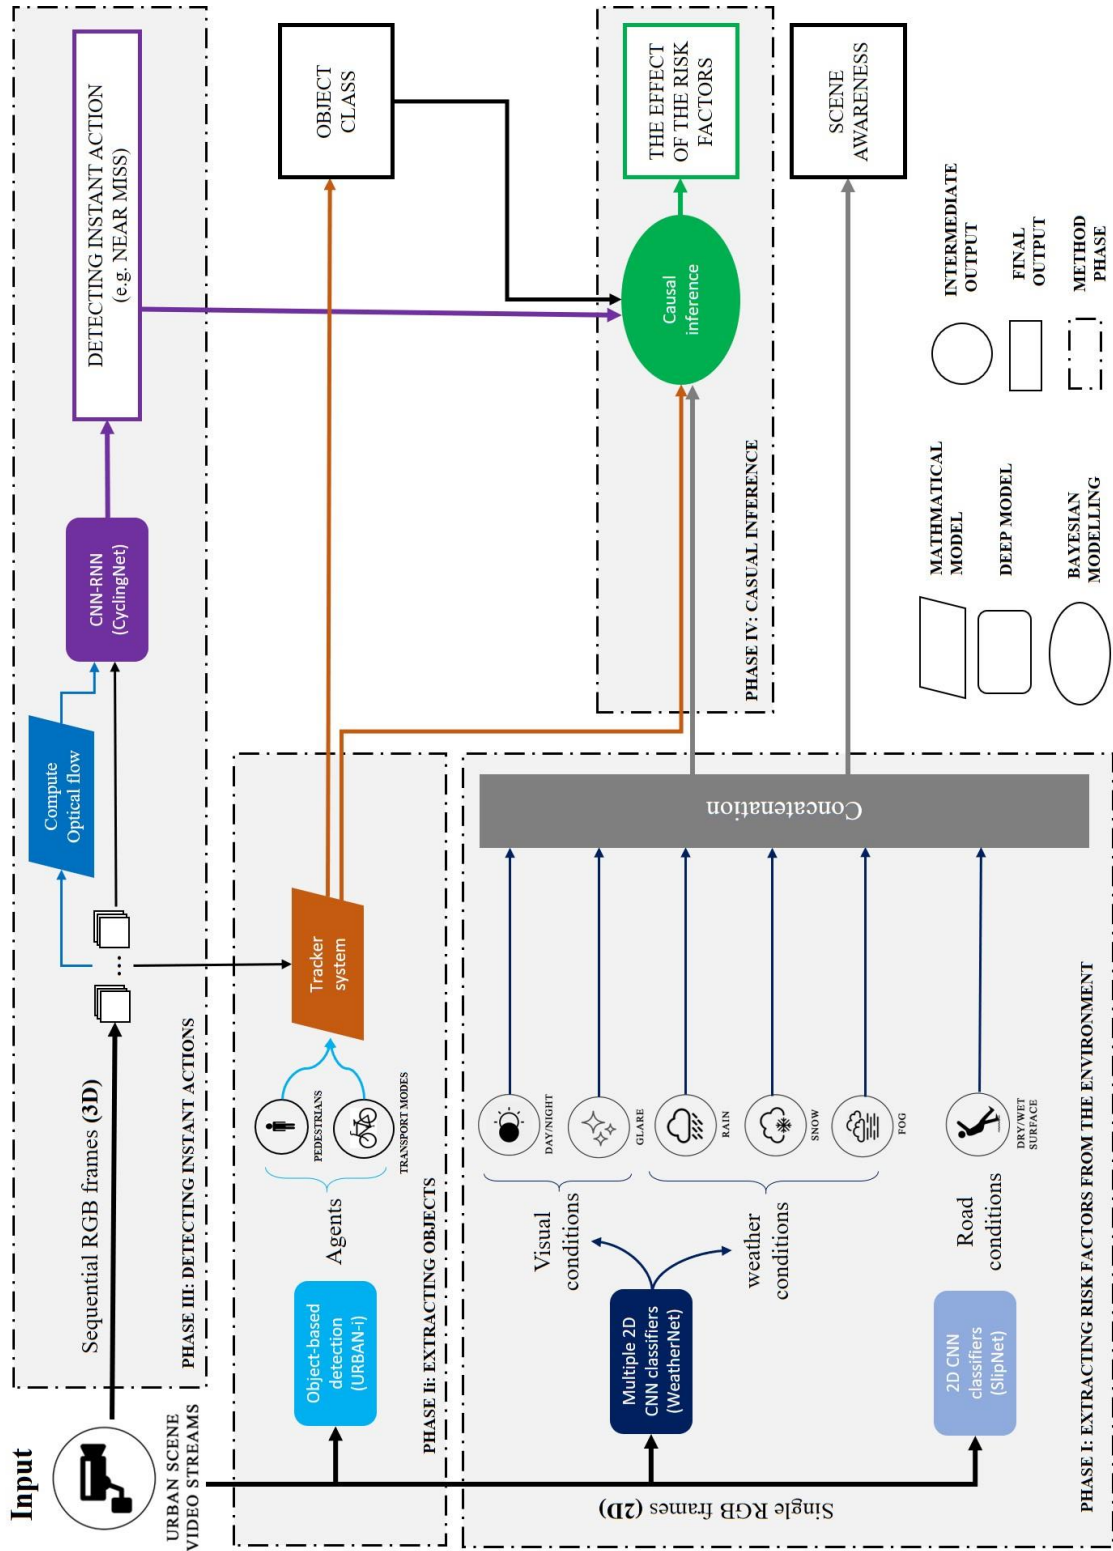 Input
URBAN SCENE
VIDEO STREAMS
Sequential RGB frames (3D)
...
Compute
Optical flow
CNN-RNN
(CyclingNet)
DETECTING INSTANT ACTION
(e.g. NEAR MISS)
PHASE III: DETECTING INSTANT ACTIONS
Object-based
detection
(URBAN-i)
Agents
PEDESTRIANS
TRANSPORT MODES
Tracker
system
OBJECT
CLASS
PHASE Ii: EXTRACTING OBJECTS
Single RGB frames (2D)
Multiple 2D
CNN classifiers
(WeatherNet)
Visual
conditions
weather
conditions
DAY/NIGHT
GLARE
RAIN
SNOW
FOG
2D CNN
classifiers
(SlipNet)
Road
conditions
DRY/WET
SURFACE
Concatenation
PHASE I: EXTRACTING RISK FACTORS FROM THE ENVIRONMENT
Causal
inference
THE EFFECT
OF THE RISK
FACTORS
PHASE IV: CASUAL INFERENCE
SCENE
AWARENESS
MATHMATICAL
MODEL
INTERMEDIATE
OUTPUT
DEEP MODEL
FINAL
OUTPUT
BAYESIAN
MODELLING
METHOD
PHASE